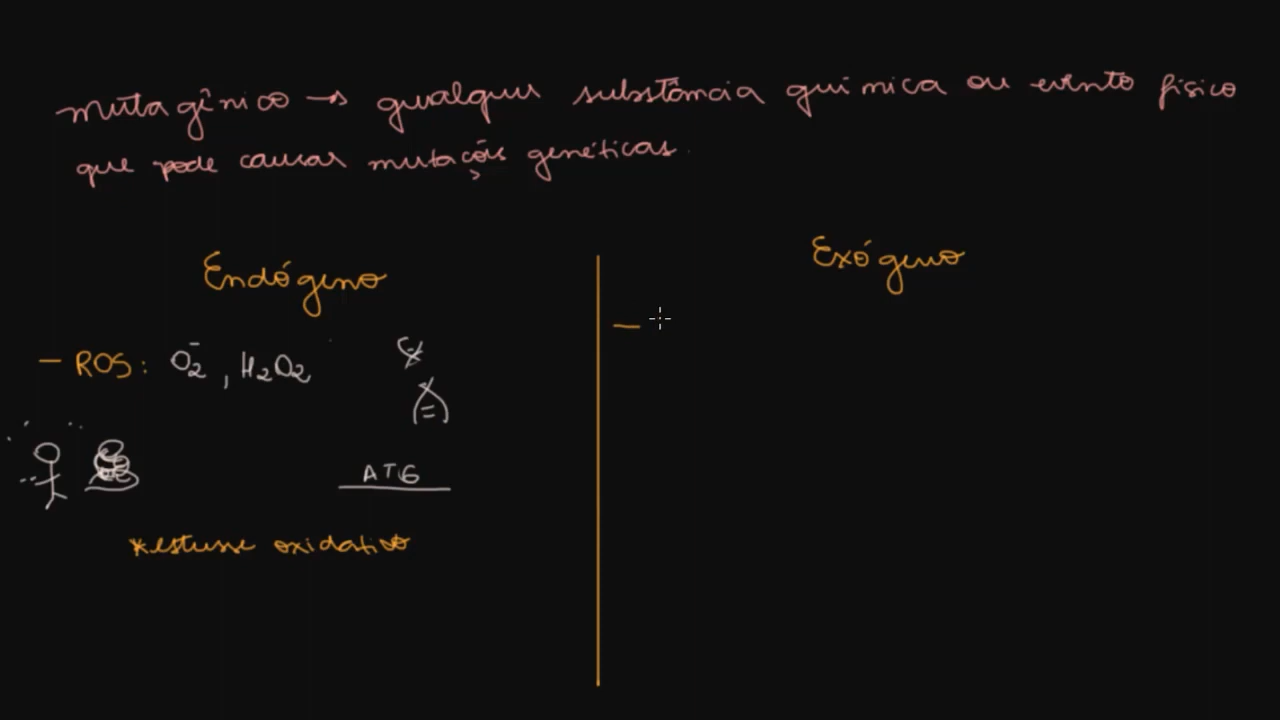 mutagênico → qualquer substância química ou evento físico
que pode causar mutações genéticas.
Endógeno
— ROS: O₂⁻, H₂O₂
ATG
*estresse oxidativo
Exógeno
—